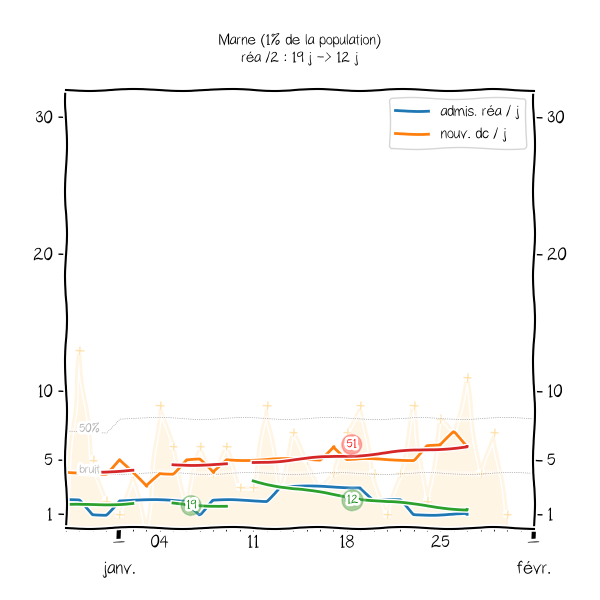 Marne (1% de la population)
réa /2 : 19 j -> 12 j
admis. réa / j
nouv. dc / j
30
30
20
20
10
10
50%
51
5
5
bruit
19
12
1
1
04
11
18
25
janv.
févr.